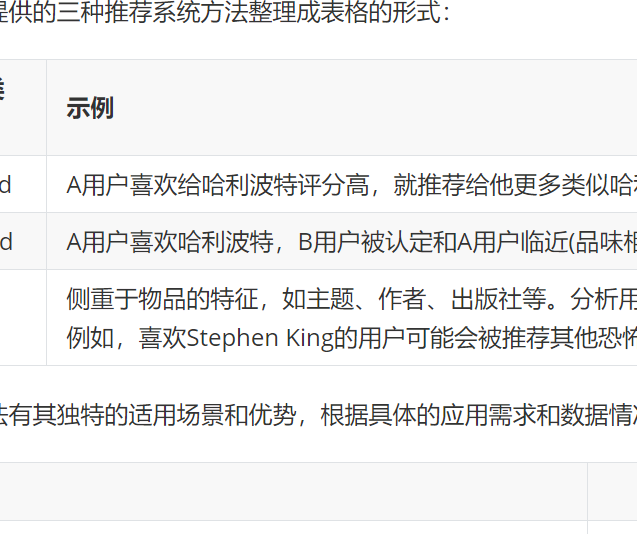 提供的三种推荐系统方法整理成表格的形式：
类
示例
d
A用户喜欢给哈利波特评分高，就推荐给他更多类似哈
d
A用户喜欢哈利波特，B用户被认定和A用户临近(品味相
侧重于物品的特征，如主题、作者、出版社等。分析用
例如，喜欢Stephen King的用户可能会被推荐其他恐怖
法有其独特的适用场景和优势，根据具体的应用需求和数据情况